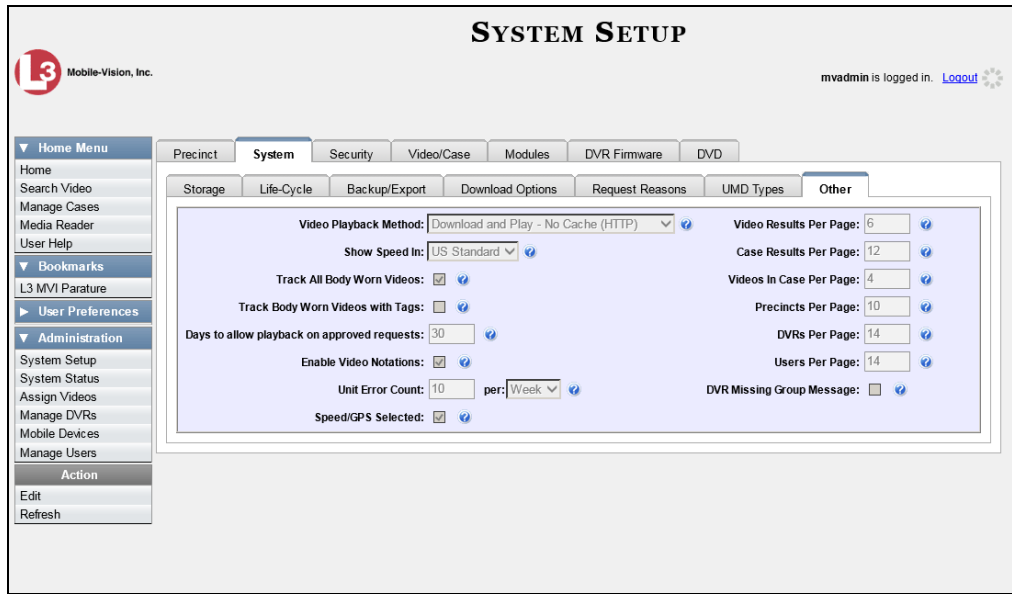 SYSTEM SETUP
L3 Mobile-Vision, Inc.
mvadmin is logged in. Logout
Home Menu
Home
Search Video
Manage Cases
Media Reader
User Help
Bookmarks
L3 MVI Parature
User Preferences
Administration
System Setup
System Status
Assign Videos
Manage DVRs
Mobile Devices
Manage Users
Action
Edit
Refresh
Precinct System Security Video/Case Modules DVR Firmware DVD
Storage Life-Cycle Backup/Export Download Options Request Reasons UMD Types Other
Video Playback Method: Download and Play - No Cache (HTTP) ?
Show Speed In: US Standard ?
Track All Body Worn Videos: ?
Track Body Worn Videos with Tags: ?
Days to allow playback on approved requests: 30 ?
Enable Video Notations: ?
Unit Error Count: 10 per: Week ?
Speed/GPS Selected: ?
Video Results Per Page: 6 ?
Case Results Per Page: 12 ?
Videos In Case Per Page: 4 ?
Precincts Per Page: 10 ?
DVRs Per Page: 14 ?
Users Per Page: 14 ?
DVR Missing Group Message: ?